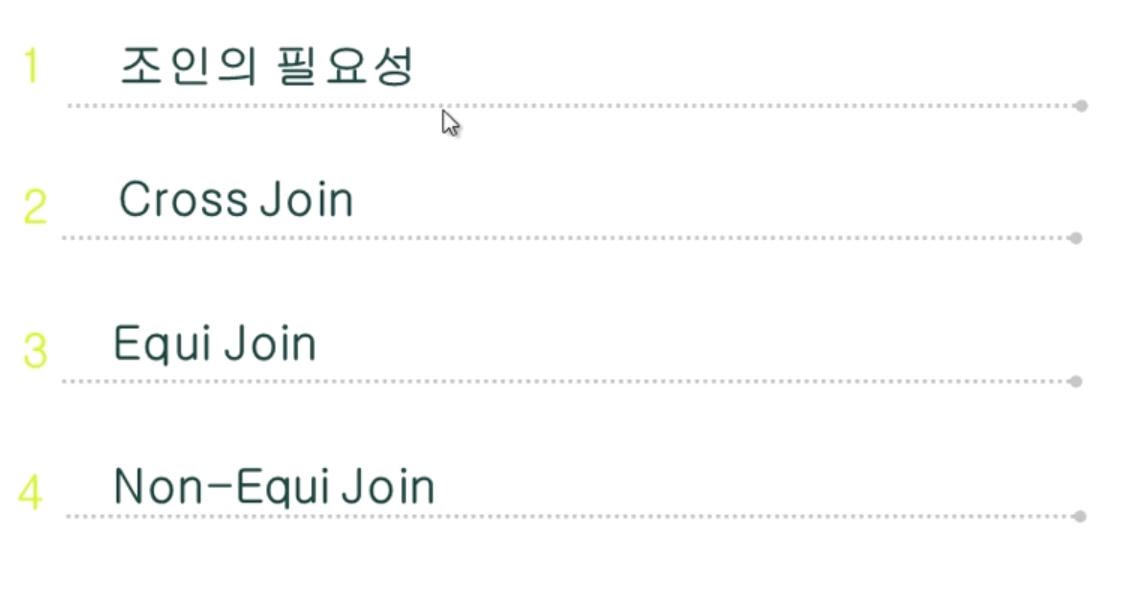 1 조인의 필요성
2 Cross Join
3 Equi Join
4 Non-Equi Join